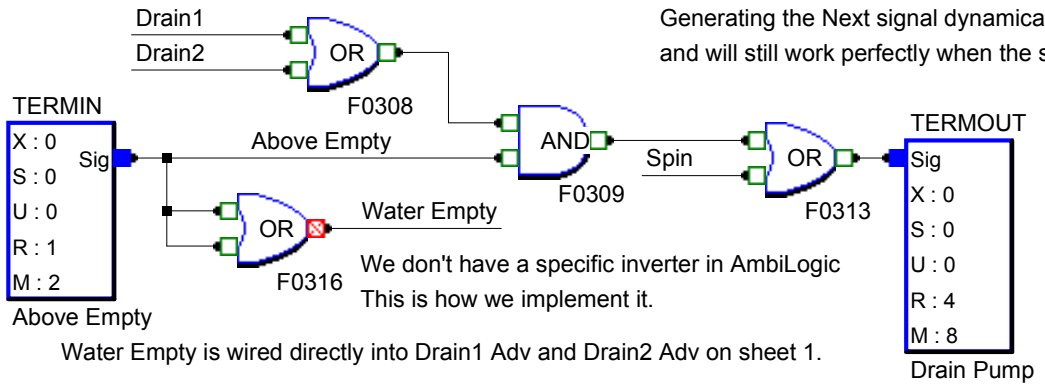 Drain1
Generating the Next signal dynamica
Drain2
OR
and will still work perfectly when the s
F0308
TERMIN
TERMOUT
X : 0
Sig
Above Empty
AND
Spin
OR
Sig
S : 0
F0309
X : 0
U : 0
Water Empty
F0313
S : 0
R : 1
OR
U : 0
M : 2
F0316
We don't have a specific inverter in AmbiLogic
This is how we implement it.
R : 4
Above Empty
M : 8
Water Empty is wired directly into Drain1 Adv and Drain2 Adv on sheet 1.
Drain Pump